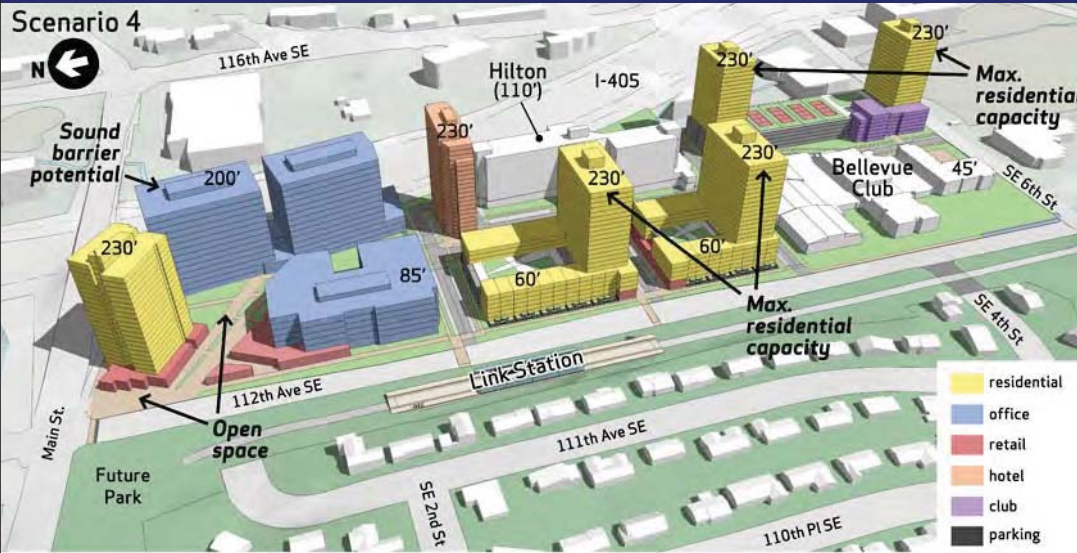 Scenario 4
N
116th Ave SE
Hilton
(110')
I-405
230'
230'
Max.
residential
capacity
Sound
barrier
potential
200'
230'
230'
230'
Bellevue
Club
45'
SE 6th St
230'
85'
60'
60'
Max.
residential
capacity
SE 4th St
Link Station
112th Ave SE
Open
space
Main St.
111th Ave SE
Future
Park
SE 2nd St
110th Pl SE
residential
office
retail
hotel
club
parking